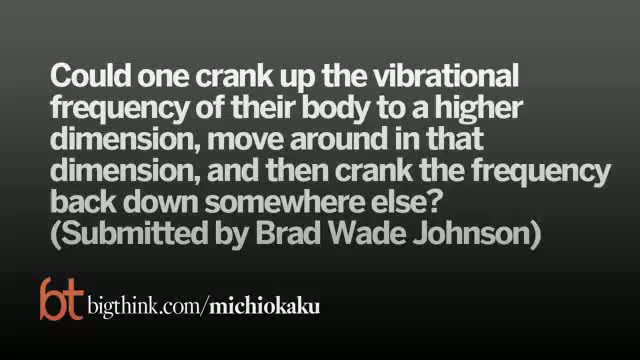 Could one crank up the vibrational
frequency of their body to a higher
dimension, move around in that
dimension, and then crank the frequency
back down somewhere else?
(Submitted by Brad Wade Johnson)
bt bigthink.com/michiokaku